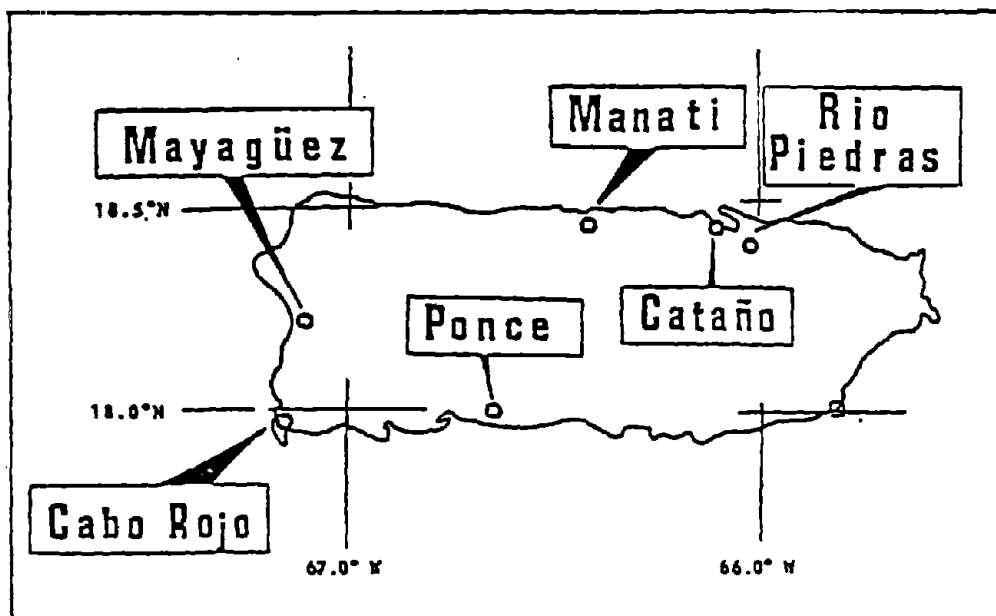 Manati
Rio
Piedras
Mayagüez
18.5°N
Cataño
Ponce
18.0°N
Cabo Rojo
67.0° W
66.0° W